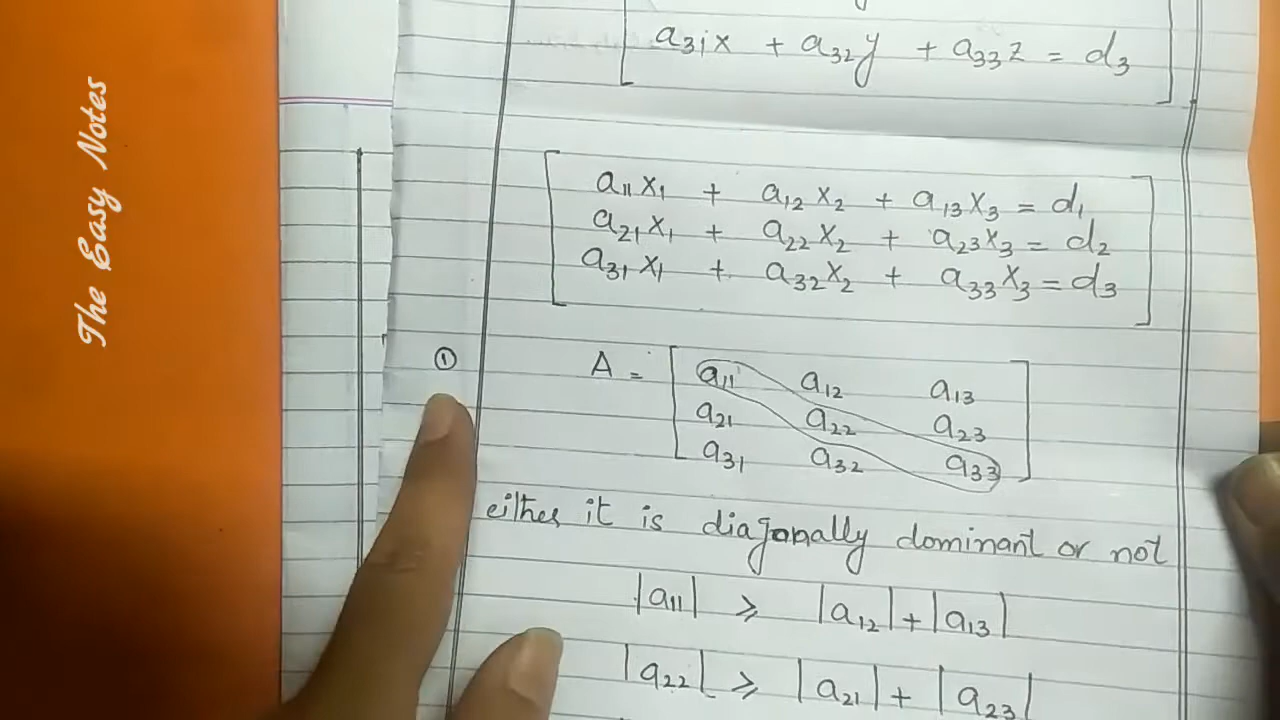 The Easy Notes
a31x + a32y + a33z = d3
a11x1 + a12x2 + a13x3 = d1
a21x1 + a22x2 + a23x3 = d2
a31x1 + a32x2 + a33x3 = d3
① A = [a11 a12 a13
a21 a22 a23
a31 a32 a33]
either it is diagonally dominant or not
|a11| ⩾ |a12| + |a13|
|a22| ⩾ |a21| + |a23|